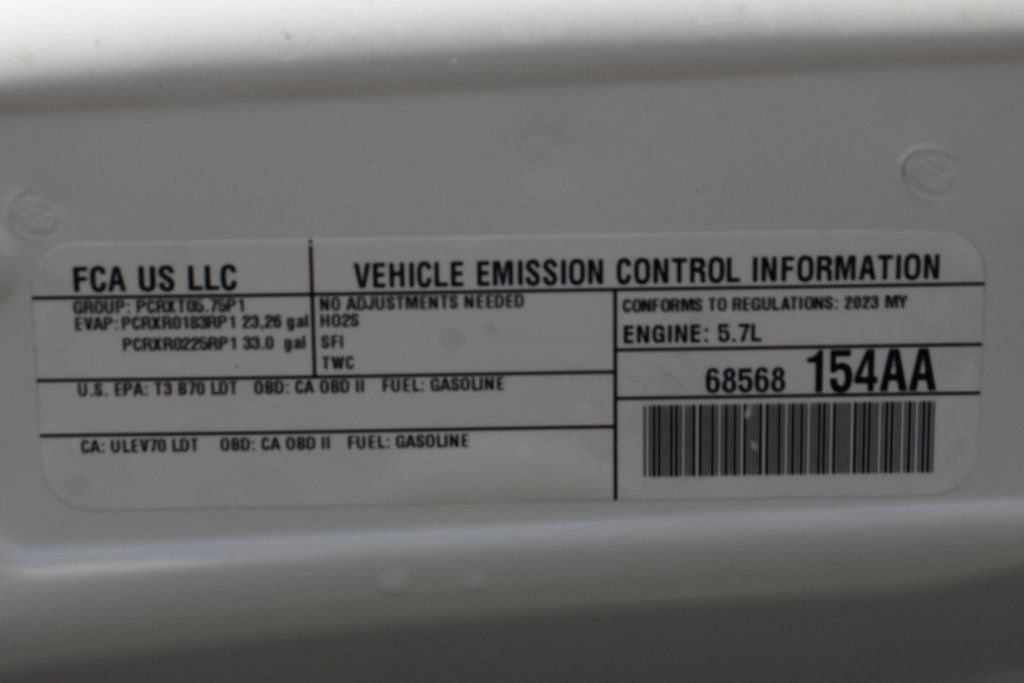 FCA US LLC
VEHICLE EMISSION CONTROL INFORMATION
GROUP: PCRXT05.75P1
EVAP: PCRXR0183RP1 23,26 gal
PCRXR0225RP1 33.0 gal
NO ADJUSTMENTS NEEDED
HO2S
SFI
TWC
CONFORMS TO REGULATIONS: 2023 MY
ENGINE: 5.7L
68568 154AA
U.S. EPA: T3 B70 LDT OBD: CA OBD II FUEL: GASOLINE
CA: ULEV70 LDT OBD: CA OBD II FUEL: GASOLINE